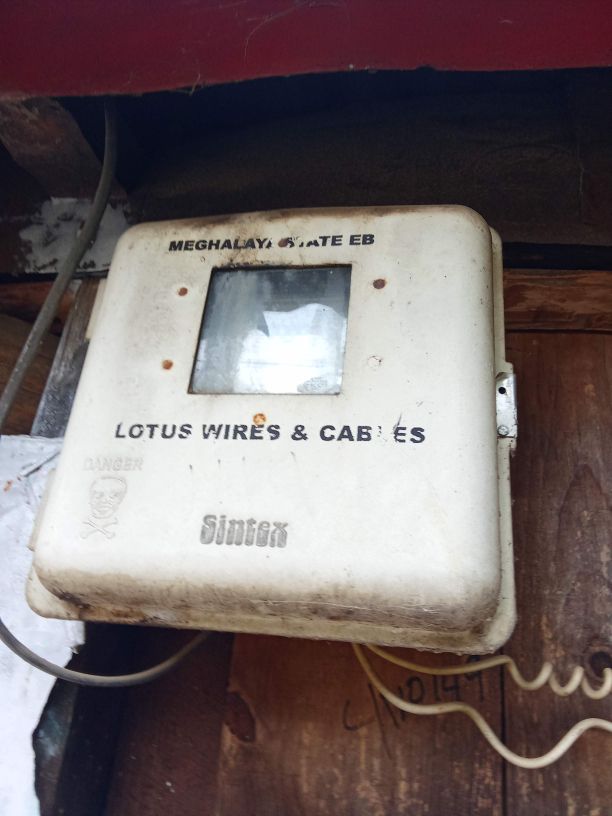 MEGHALAYA STATE EB
LOTUS WIRES & CABLES
DANGER
Sintex